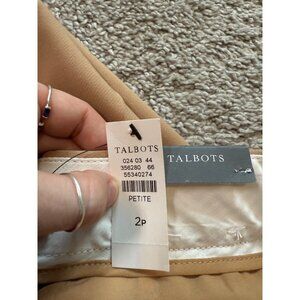 TALBOTS
024 03 44
356280 66
55340274
PETITE
2P
TALBOTS